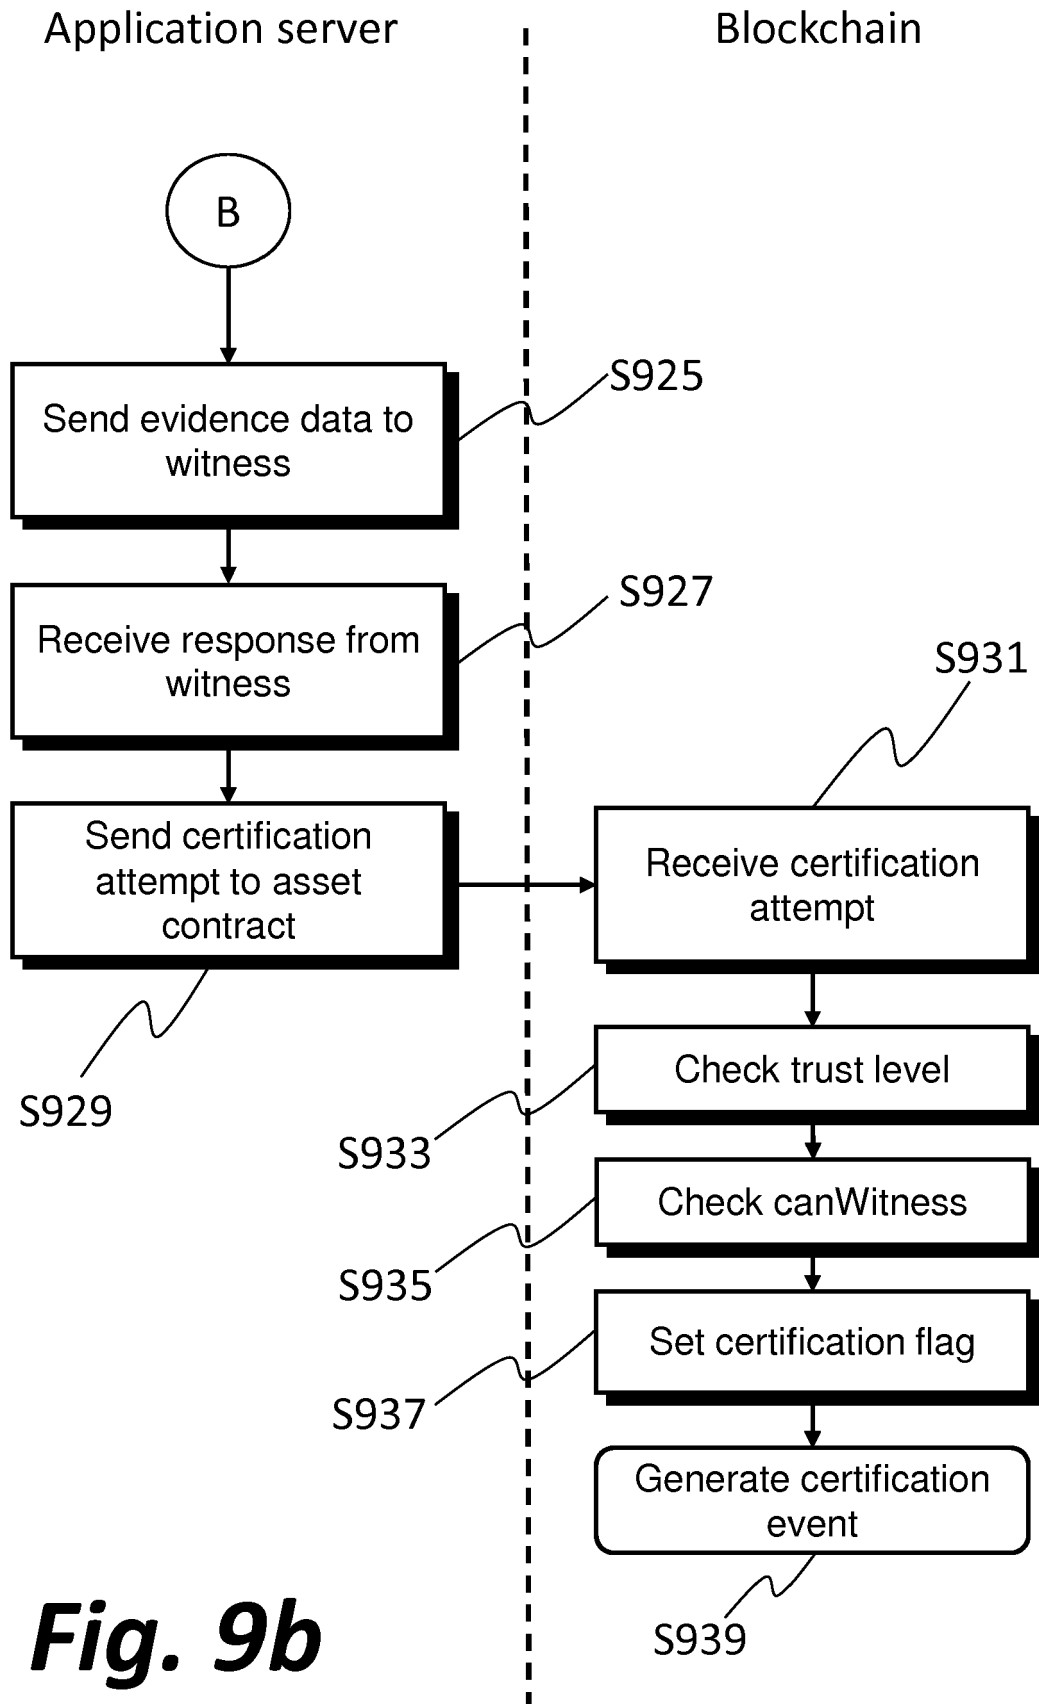 Application server
Blockchain
B
S925
Send evidence data to
witness
S927
Receive response from
witness
S931
Send certification
attempt to asset
contract
Receive certification
attempt
S929
Check trust level
S933
Check canWitness
S935
Set certification flag
S937
Generate certification
event
S939
Fig. 9b